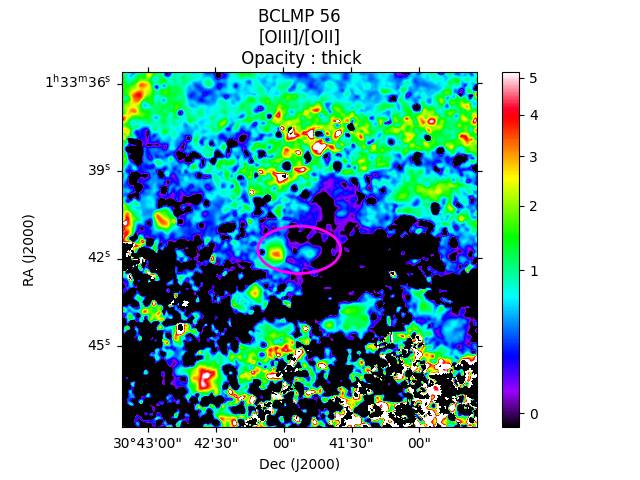 BCLMP 56
[OIII]/[OII]
Opacity : thick
1ʰ33ᵐ36ˢ
39ˢ
42ˢ
45ˢ
RA (J2000)
30°43'00" 42'30" 00" 41'30" 00"
Dec (J2000)
5
4
3
2
1
0